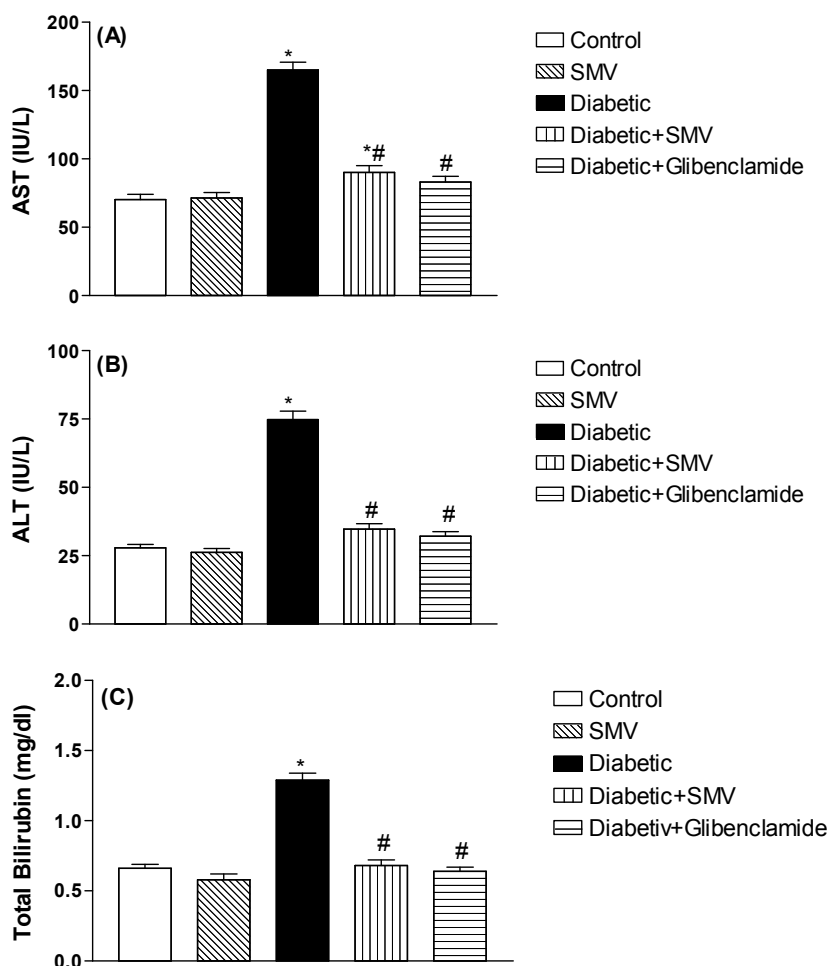 (A)
AST (IU/L)
200
150
100
50
0
*
*#
#
Control
SMV
Diabetic
Diabetic+SMV
Diabetic+Glibenclamide
(B)
ALT (IU/L)
100
75
50
25
0
*
#
#
Control
SMV
Diabetic
Diabetic+SMV
Diabetic+Glibenclamide
(C)
Total Bilirubin (mg/dl)
2.0
1.5
1.0
0.5
0.0
*
#
#
Control
SMV
Diabetic
Diabetic+SMV
Diabetiv+Glibenclamide